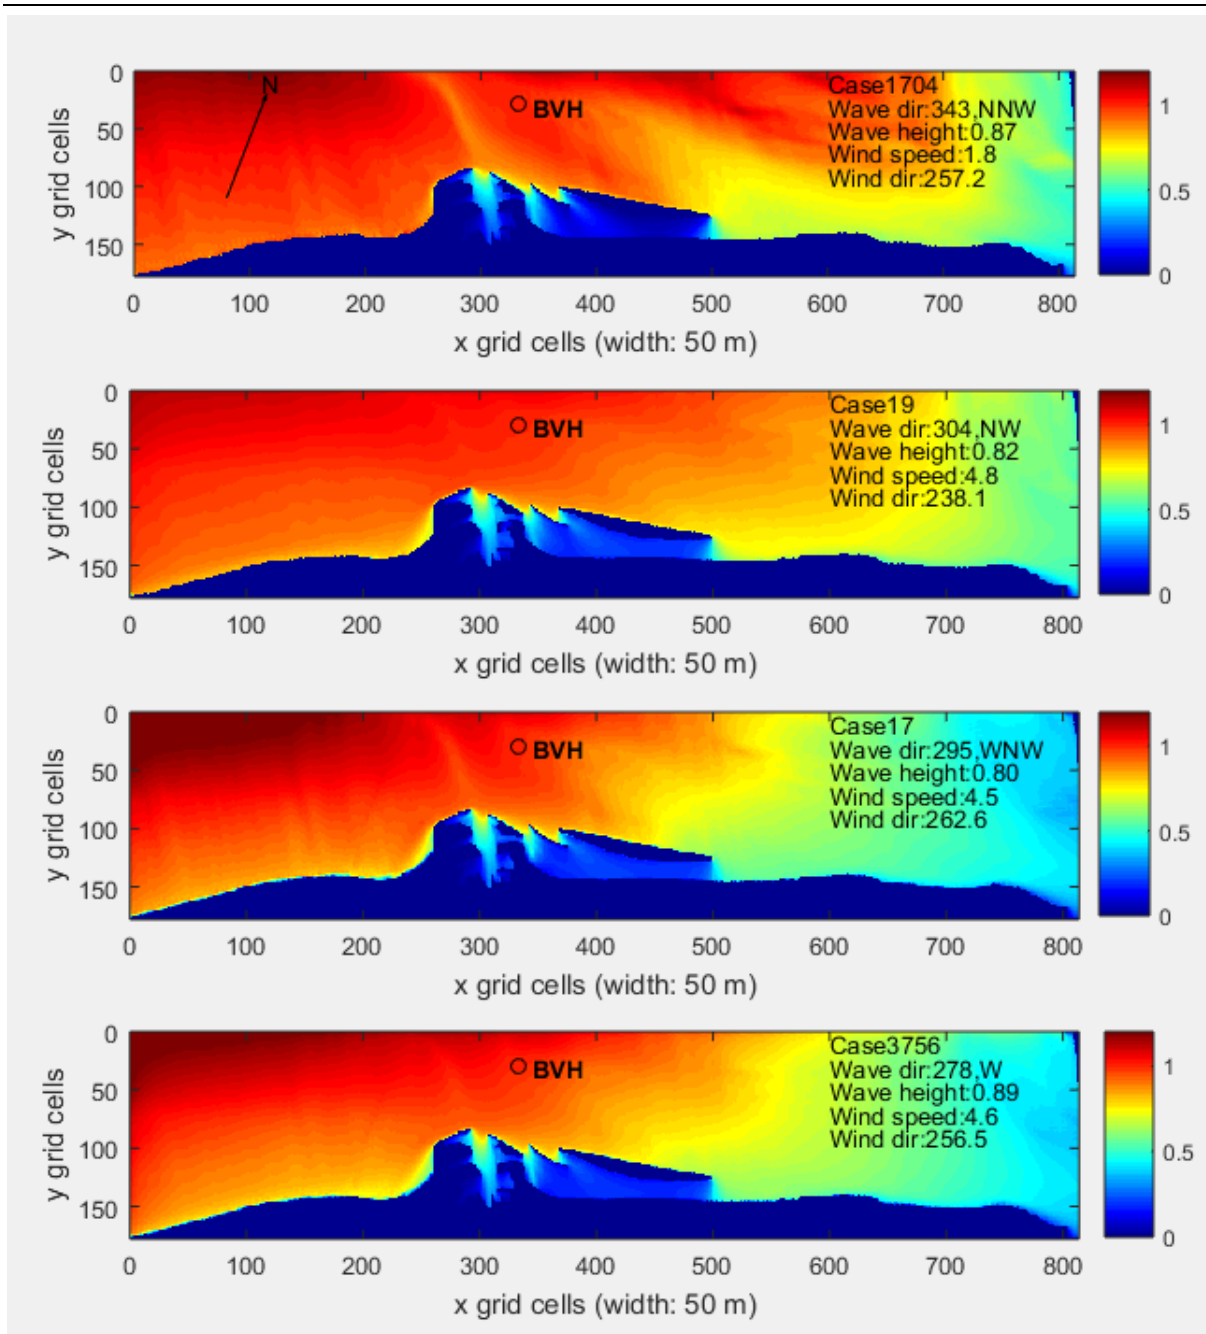 N
BVH
Case1704
Wave dir:343,NNW
Wave height:0.87
Wind speed:1.8
Wind dir:257.2
y grid cells
0
50
100
150
0 100 200 300 400 500 600 700 800
x grid cells (width: 50 m)
1
0.5
0
BVH
Case19
Wave dir:304,NW
Wave height:0.82
Wind speed:4.8
Wind dir:238.1
y grid cells
0
50
100
150
0 100 200 300 400 500 600 700 800
x grid cells (width: 50 m)
1
0.5
0
BVH
Case17
Wave dir:295,WNW
Wave height:0.80
Wind speed:4.5
Wind dir:262.6
y grid cells
0
50
100
150
0 100 200 300 400 500 600 700 800
x grid cells (width: 50 m)
1
0.5
0
BVH
Case3756
Wave dir:278,W
Wave height:0.89
Wind speed:4.6
Wind dir:256.5
y grid cells
0
50
100
150
0 100 200 300 400 500 600 700 800
x grid cells (width: 50 m)
1
0.5
0